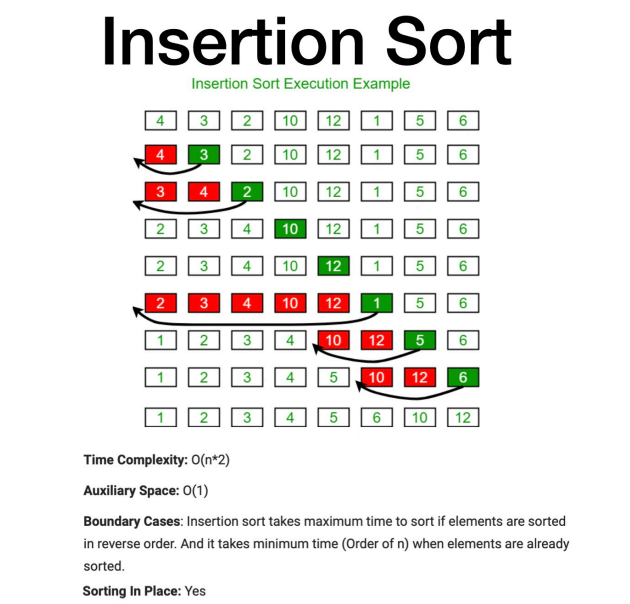 Insertion Sort
Insertion Sort Execution Example
4 3 2 10 12 1 5 6
4 3 2 10 12 1 5 6
3 4 2 10 12 1 5 6
2 3 4 10 12 1 5 6
2 3 4 10 12 1 5 6
2 3 4 10 12 1 5 6
1 2 3 4 10 12 5 6
1 2 3 4 5 10 12 6
1 2 3 4 5 6 10 12
Time Complexity: O(n*2)
Auxiliary Space: O(1)
Boundary Cases: Insertion sort takes maximum time to sort if elements are sorted
in reverse order. And it takes minimum time (Order of n) when elements are already
sorted.
Sorting In Place: Yes